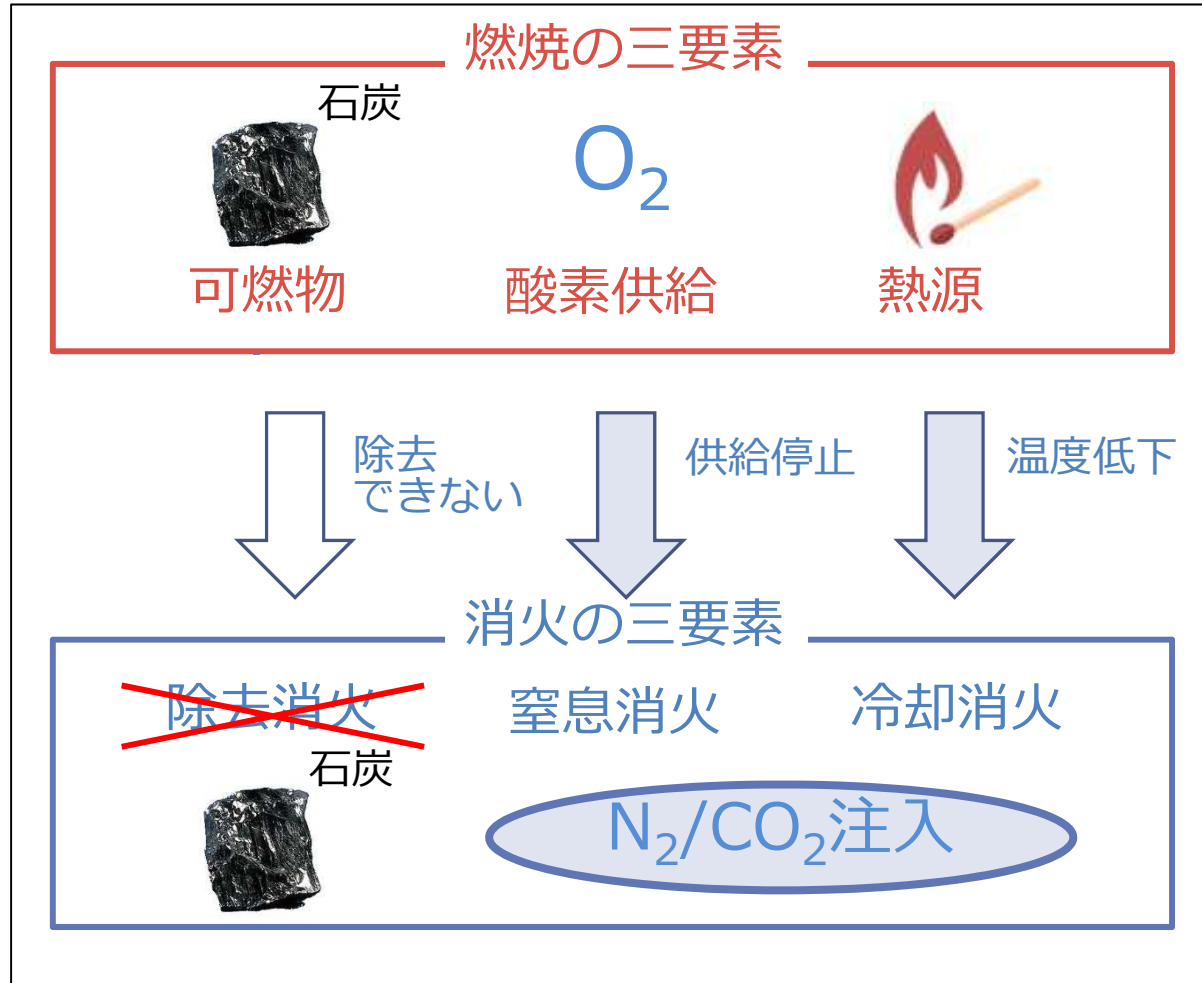 燃焼の三要素
石炭
O₂
可燃物
酸素供給
熱源
除去
できない
供給停止
温度低下
消火の三要素
除去消火
窒息消火
冷却消火
石炭
N₂/CO₂注入